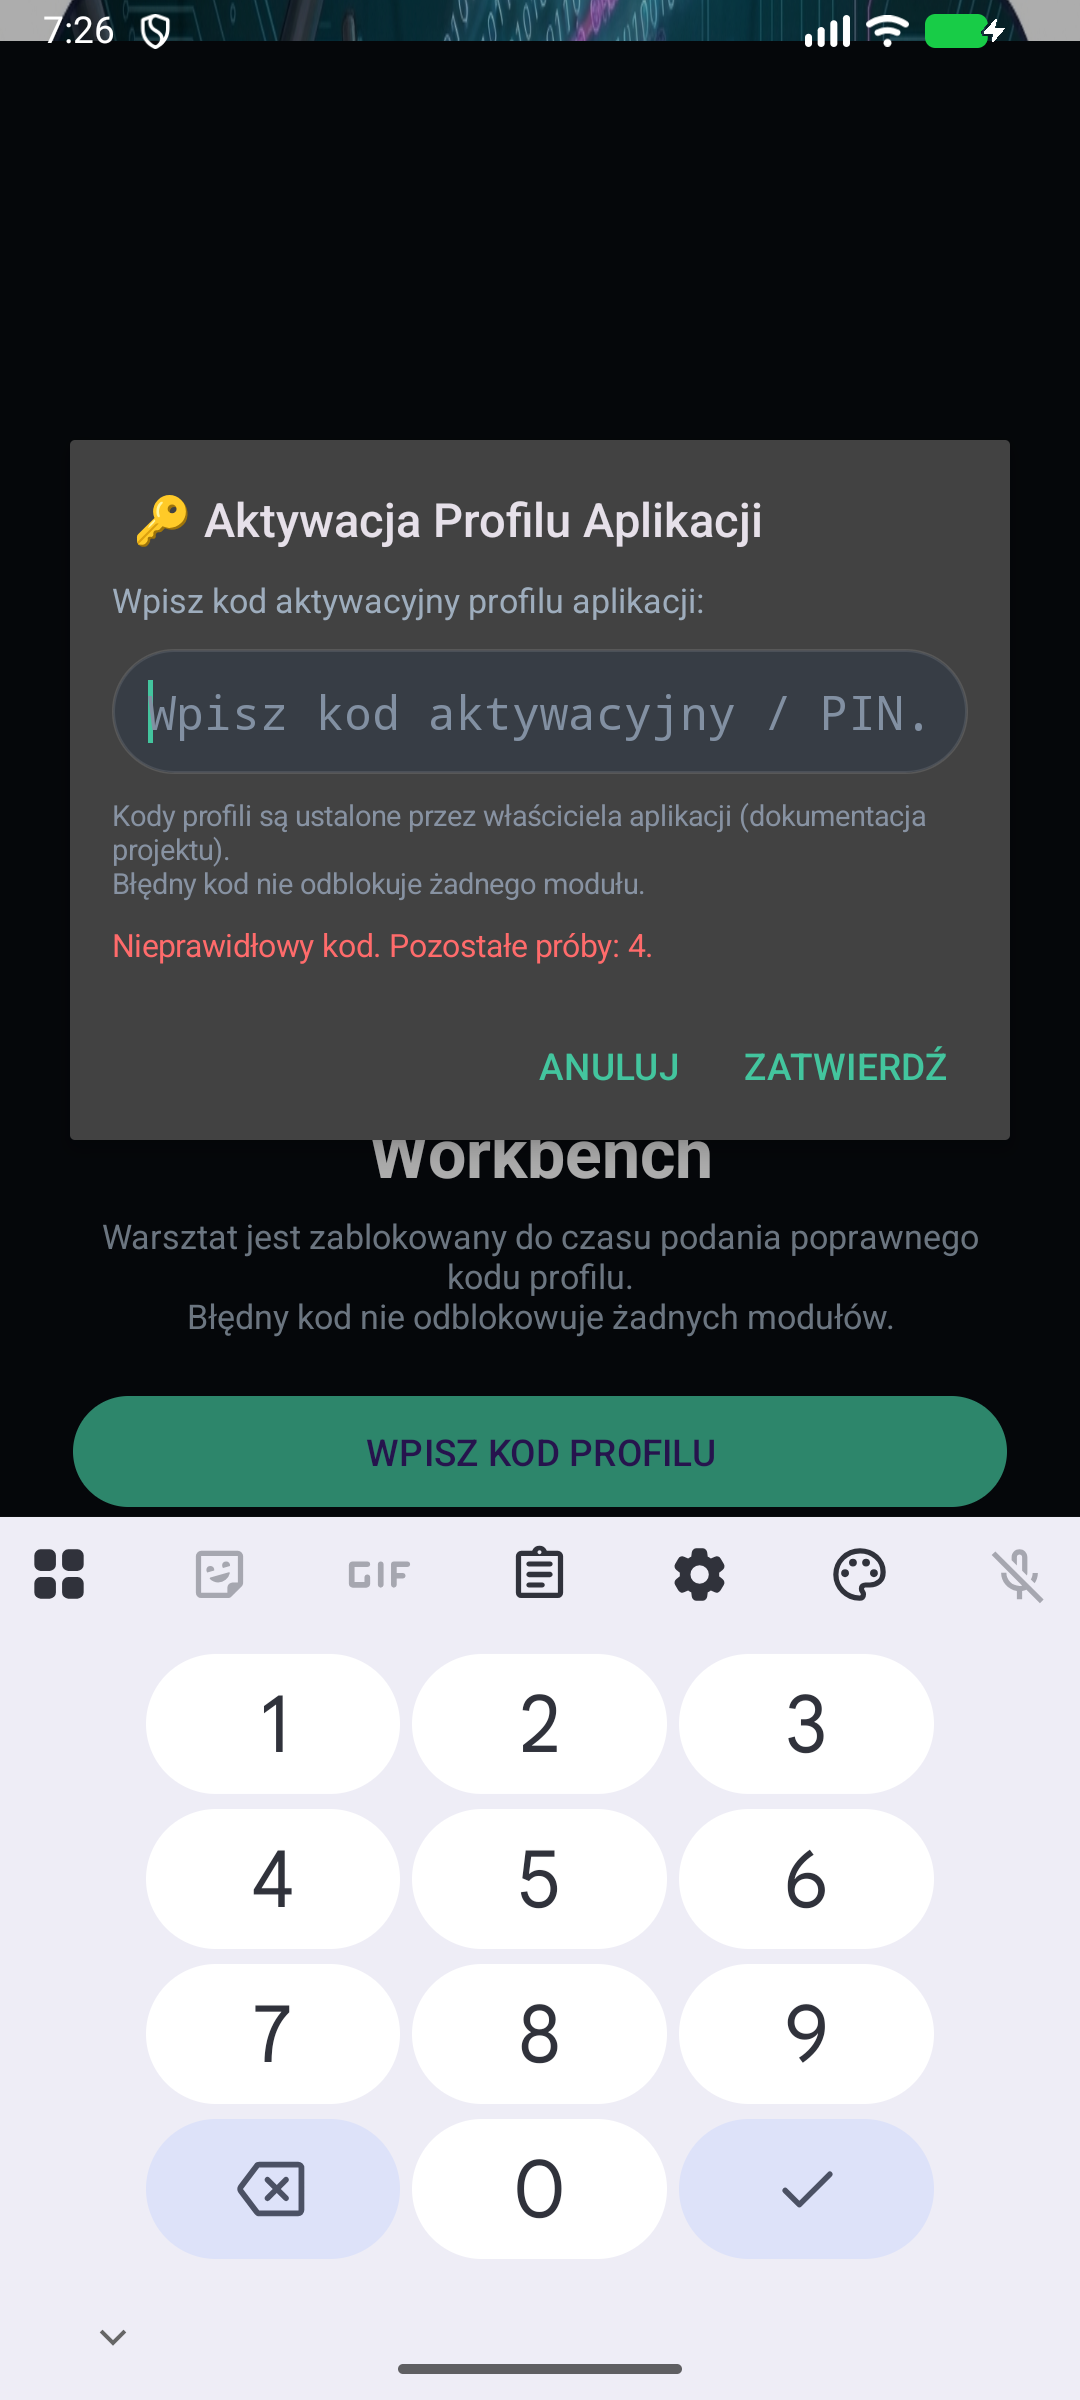 7:26
🔑 Aktywacja Profilu Aplikacji
Wpisz kod aktywacyjny profilu aplikacji:
Wpisz kod aktywacyjny / PIN.
Kody profili są ustalone przez właściciela aplikacji (dokumentacja
projektu).
Błędny kod nie odblokuje żadnego modułu.
Nieprawidłowy kod. Pozostałe próby: 4.
ANULUJ ZATWIERDŹ
Workbench
Warsztat jest zablokowany do czasu podania poprawnego
kodu profilu.
Błędny kod nie odblokowuje żadnych modułów.
WPISZ KOD PROFILU
GIF
1 2 3
4 5 6
7 8 9
0